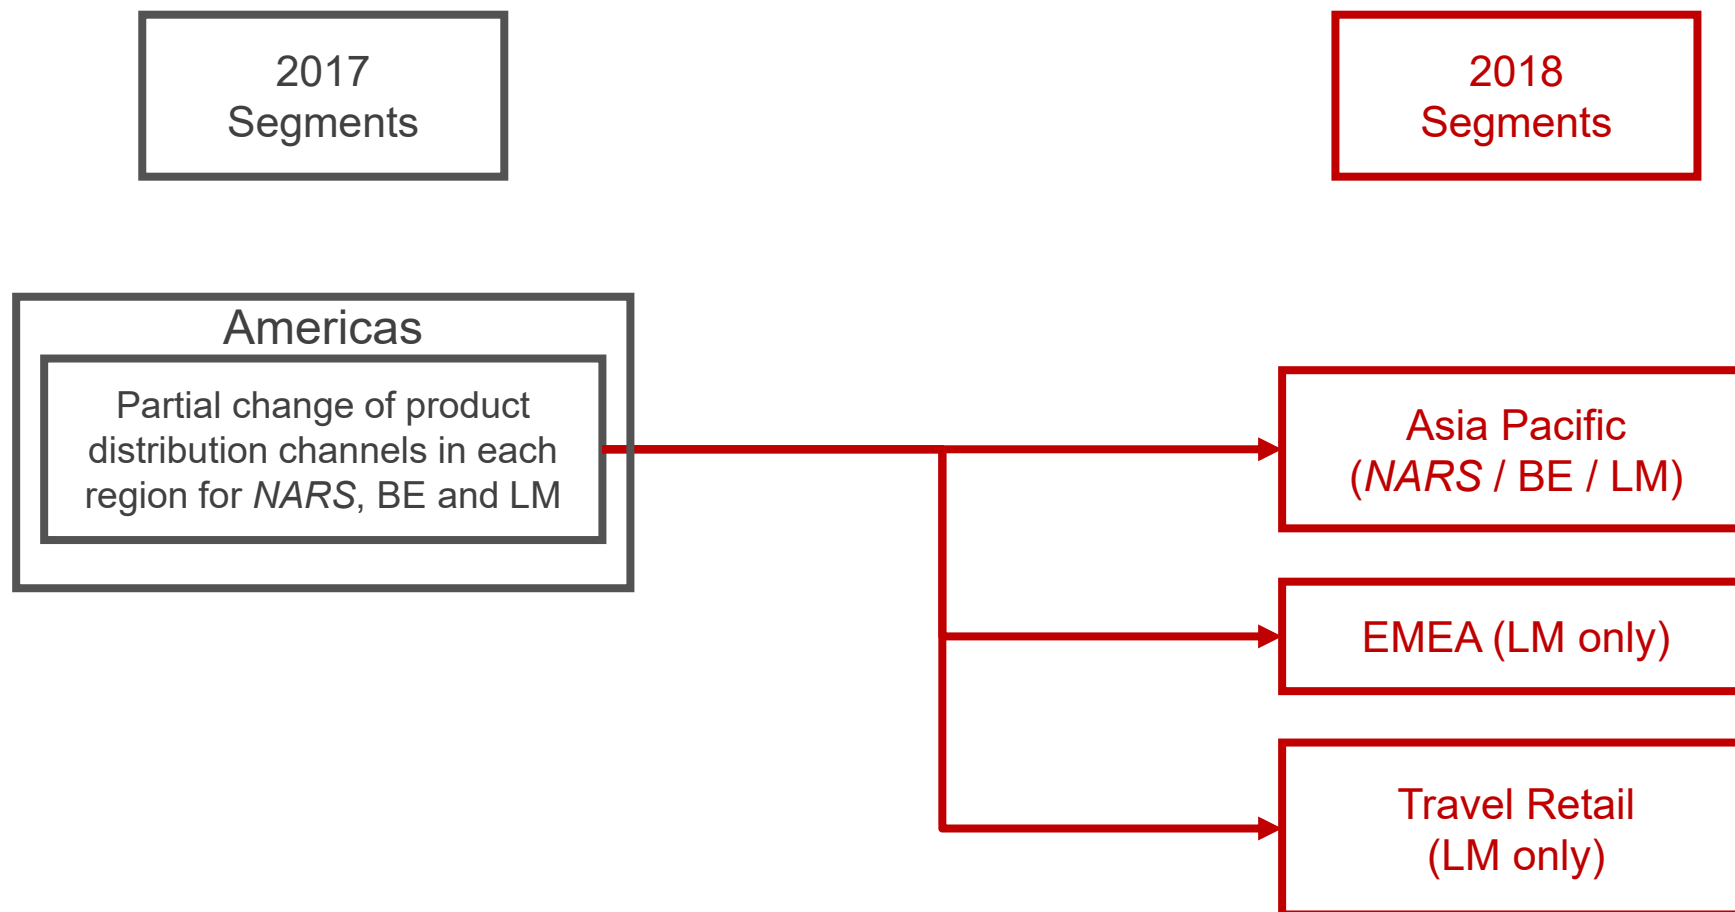 2017
Segments
2018
Segments
Americas
Partial change of product
distribution channels in each
region for NARS, BE and LM
Asia Pacific
(NARS / BE / LM)
EMEA (LM only)
Travel Retail
(LM only)